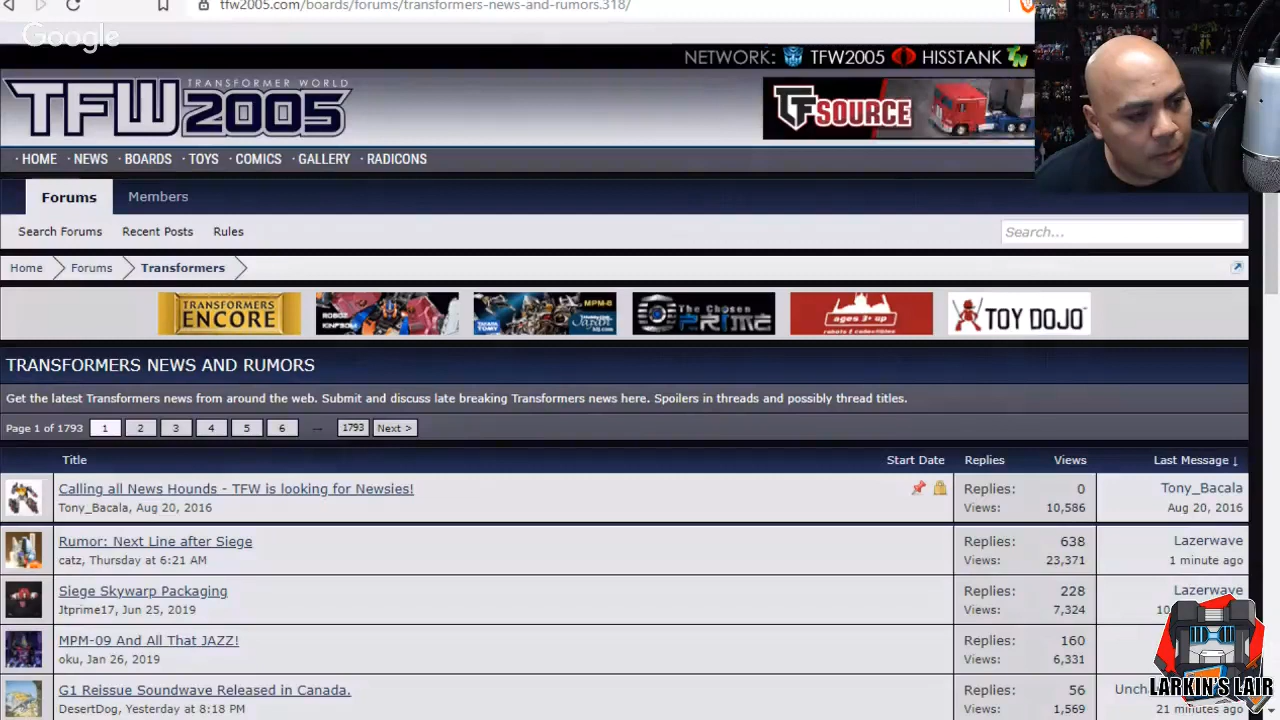 tfw2005.com/boards/forums/transformers-news-and-rumors.318/
Google
NETWORK: TFW2005 HISSTANK
TRANSFORMER WORLD
TFW2005
TFSOURCE
· HOME · NEWS · BOARDS · TOYS · COMICS · GALLERY · RADICONS
Forums Members
Search Forums Recent Posts Rules
Search...
Home Forums Transformers
TRANSFORMERS ENCORE
MPM-8
The Chosen PRIME
ages 3+ up
robots & collectibles
TOY DOJO
TRANSFORMERS NEWS AND RUMORS
Get the latest Transformers news from around the web. Submit and discuss late breaking Transformers news here. Spoilers in threads and possibly thread titles.
Page 1 of 1793 1 2 3 4 5 6 ... 1793 Next >
Title Start Date Replies Views Last Message ↓
Calling all News Hounds - TFW is looking for Newsies! Replies: 0 Tony_Bacala
Tony_Bacala, Aug 20, 2016 Views: 10,586 Aug 20, 2016
Rumor: Next Line after Siege Replies: 638 Lazerwave
catz, Thursday at 6:21 AM Views: 23,371 1 minute ago
Siege Skywarp Packaging Replies: 228 Lazerwave
Jtprime17, Jun 25, 2019 Views: 7,324
MPM-09 And All That JAZZ! Replies: 160
oku, Jan 26, 2019 Views: 6,331
G1 Reissue Soundwave Released in Canada. Replies: 56
DesertDog, Yesterday at 8:18 PM Views: 1,569 21 minutes ago
LARKIN'S LAIR